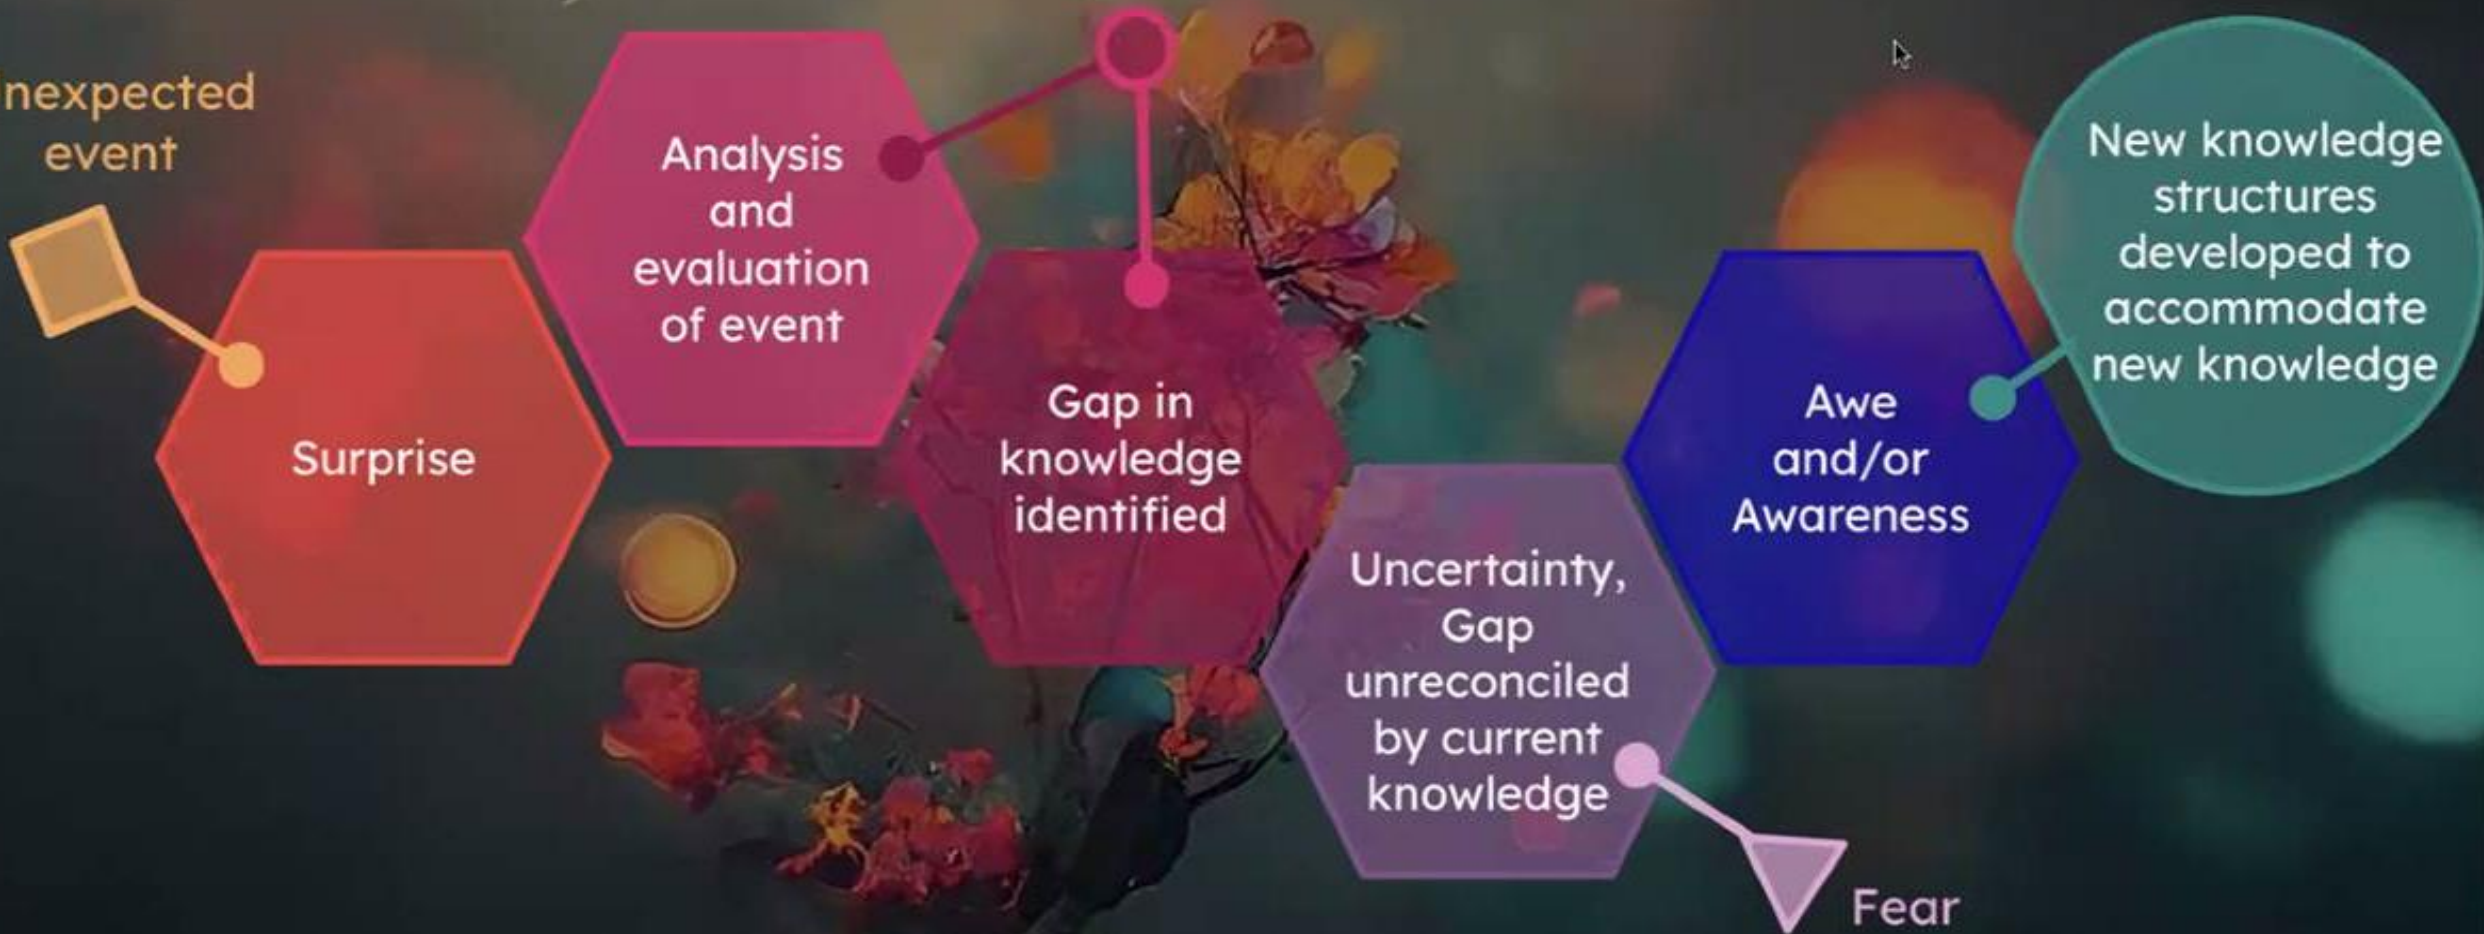 nexpected
event
Surprise
Analysis
and
evaluation
of event
Gap in
knowledge
identified
Uncertainty,
Gap
unreconciled
by current
knowledge
Fear
Awe
and/or
Awareness
New knowledge
structures
developed to
accommodate
new knowledge